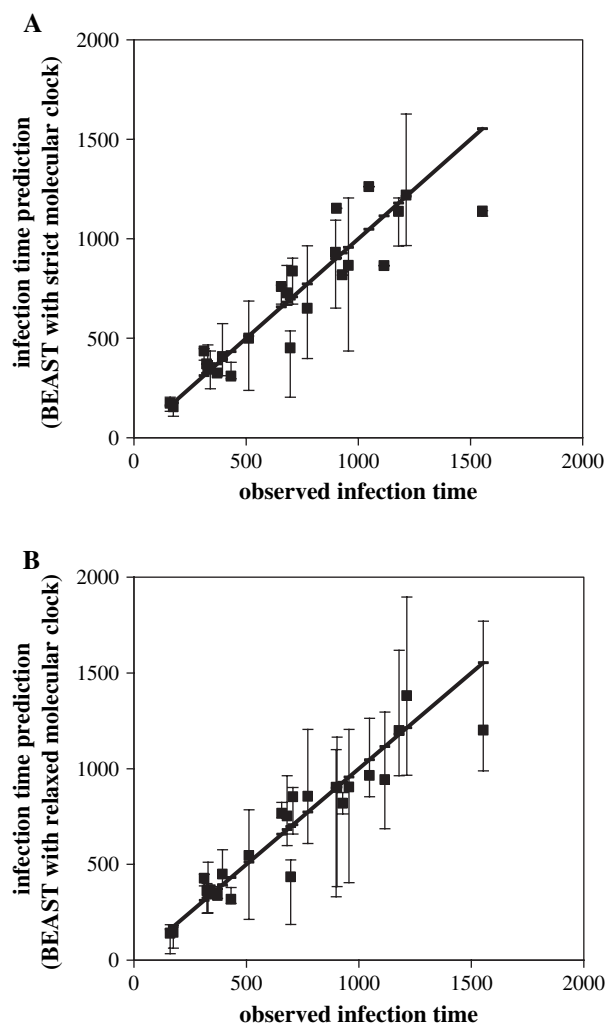 A
2000
1500
1000
500
0
0 500 1000 1500 2000
infection time prediction
(BEAST with strict molecular clock)
observed infection time
B
2000
1500
1000
500
0
0 500 1000 1500 2000
infection time prediction
(BEAST with relaxed molecular clock)
observed infection time